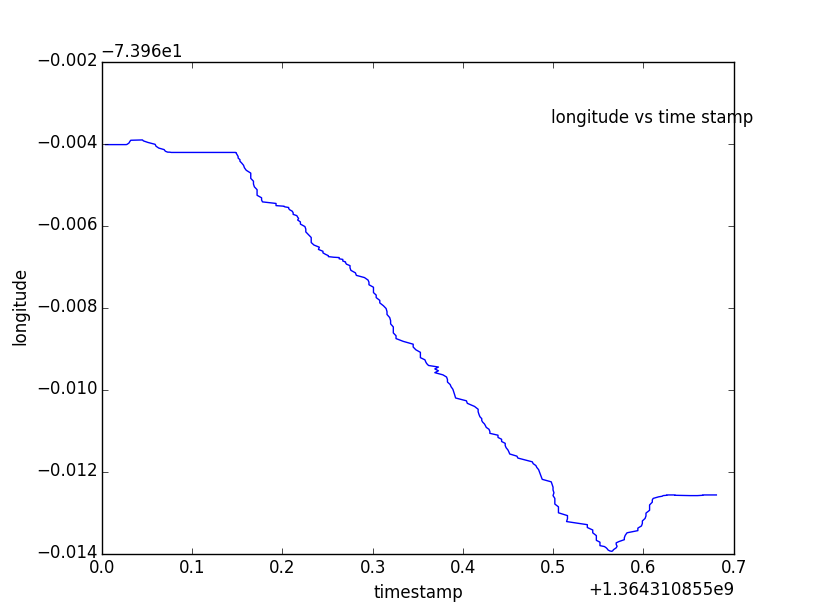 −7.396e1
−0.002
longitude vs time stamp
−0.004
−0.006
longitude
−0.008
−0.010
−0.012
−0.014
0.0 0.1 0.2 0.3 0.4 0.5 0.6 0.7
timestamp
+1.364310855e9